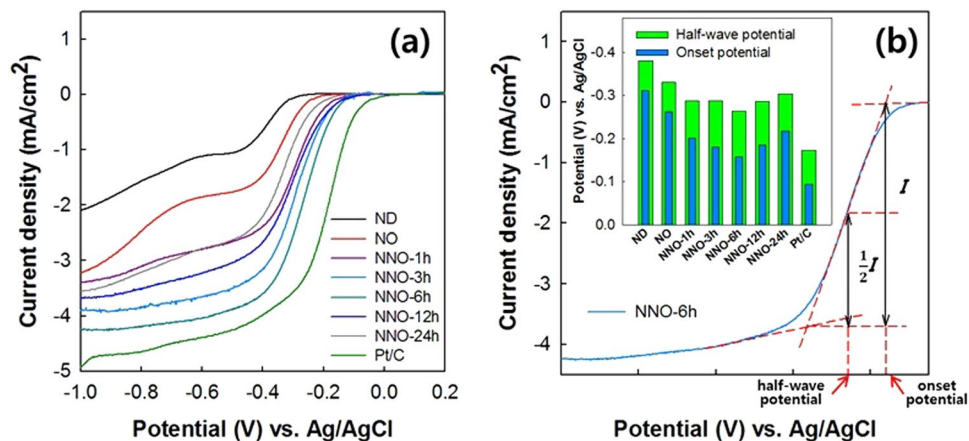 (a)
1
0
-1
-2
-3
-4
-5
Current density (mA/cm²)
ND
NO
NNO-1h
NNO-3h
NNO-6h
NNO-12h
NNO-24h
Pt/C
-1.0 -0.8 -0.6 -0.4 -0.2 0.0 0.2
Potential (V) vs. Ag/AgCl
(b)
1
0
-1
-2
-3
-4
Current density (mA/cm²)
Half-wave potential
Onset potential
-0.4
-0.3
-0.2
-0.1
0.0
Potential (V) vs. Ag/AgCl
ND NO NNO-1h NNO-3h NNO-6h NNO-12h NNO-24h Pt/C
I
½I
NNO-6h
half-wave
potential
onset
potential
Potential (V) vs. Ag/AgCl